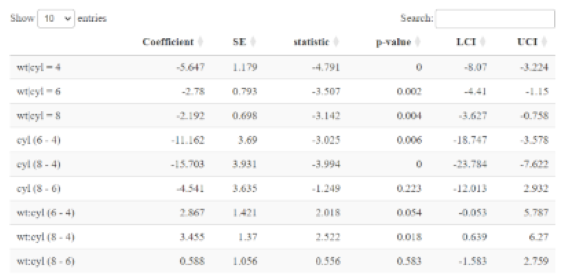 Show 10 entries Search:
Coefficient SE statistic p-value LCI UCI
wt|cyl = 4 -5.647 1.179 -4.791 0 -8.07 -3.224
wt|cyl = 6 -2.78 0.793 -3.507 0.002 -4.41 -1.15
wt|cyl = 8 -2.192 0.698 -3.142 0.004 -3.627 -0.758
cyl (6 - 4) -11.162 3.69 -3.025 0.006 -18.747 -3.578
cyl (8 - 4) -15.703 3.931 -3.994 0 -23.784 -7.622
cyl (8 - 6) -4.541 3.635 -1.249 0.223 -12.013 2.932
wt:cyl (6 - 4) 2.867 1.421 2.018 0.054 -0.053 5.787
wt:cyl (8 - 4) 3.455 1.37 2.522 0.018 0.639 6.27
wt:cyl (8 - 6) 0.588 1.056 0.556 0.583 -1.583 2.759